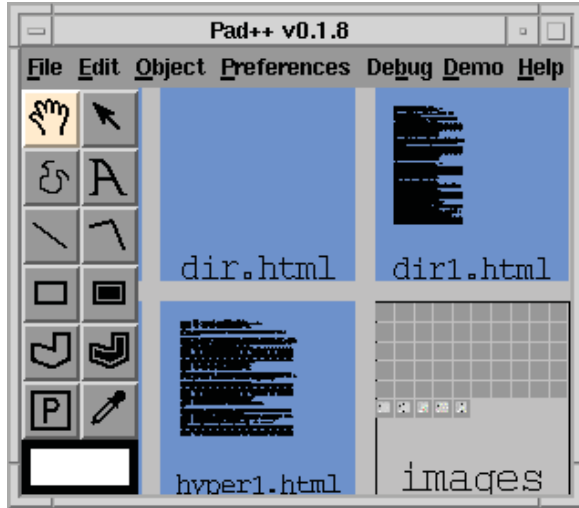 Pad++ v0.1.8
File Edit Object Preferences Debug Demo Help
A
dir.html dir1.html
P
hyper1.html images